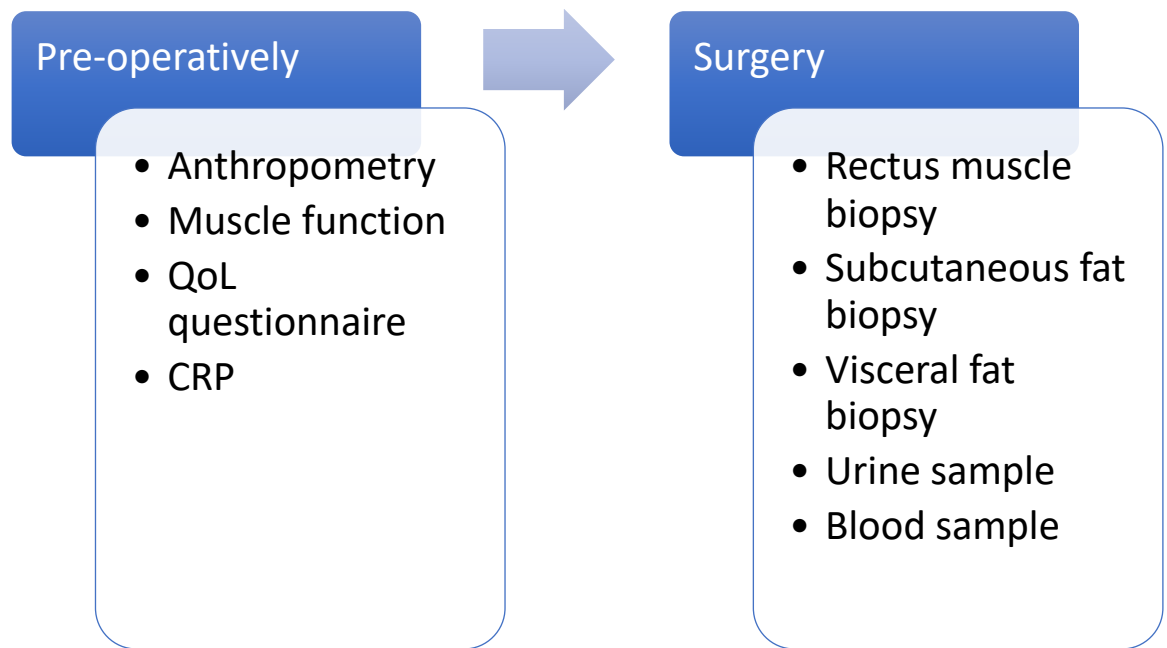 Pre-operatively
• Anthropometry
• Muscle function
• QoL
questionnaire
• CRP
Surgery
• Rectus muscle
biopsy
• Subcutaneous fat
biopsy
• Visceral fat
biopsy
• Urine sample
• Blood sample